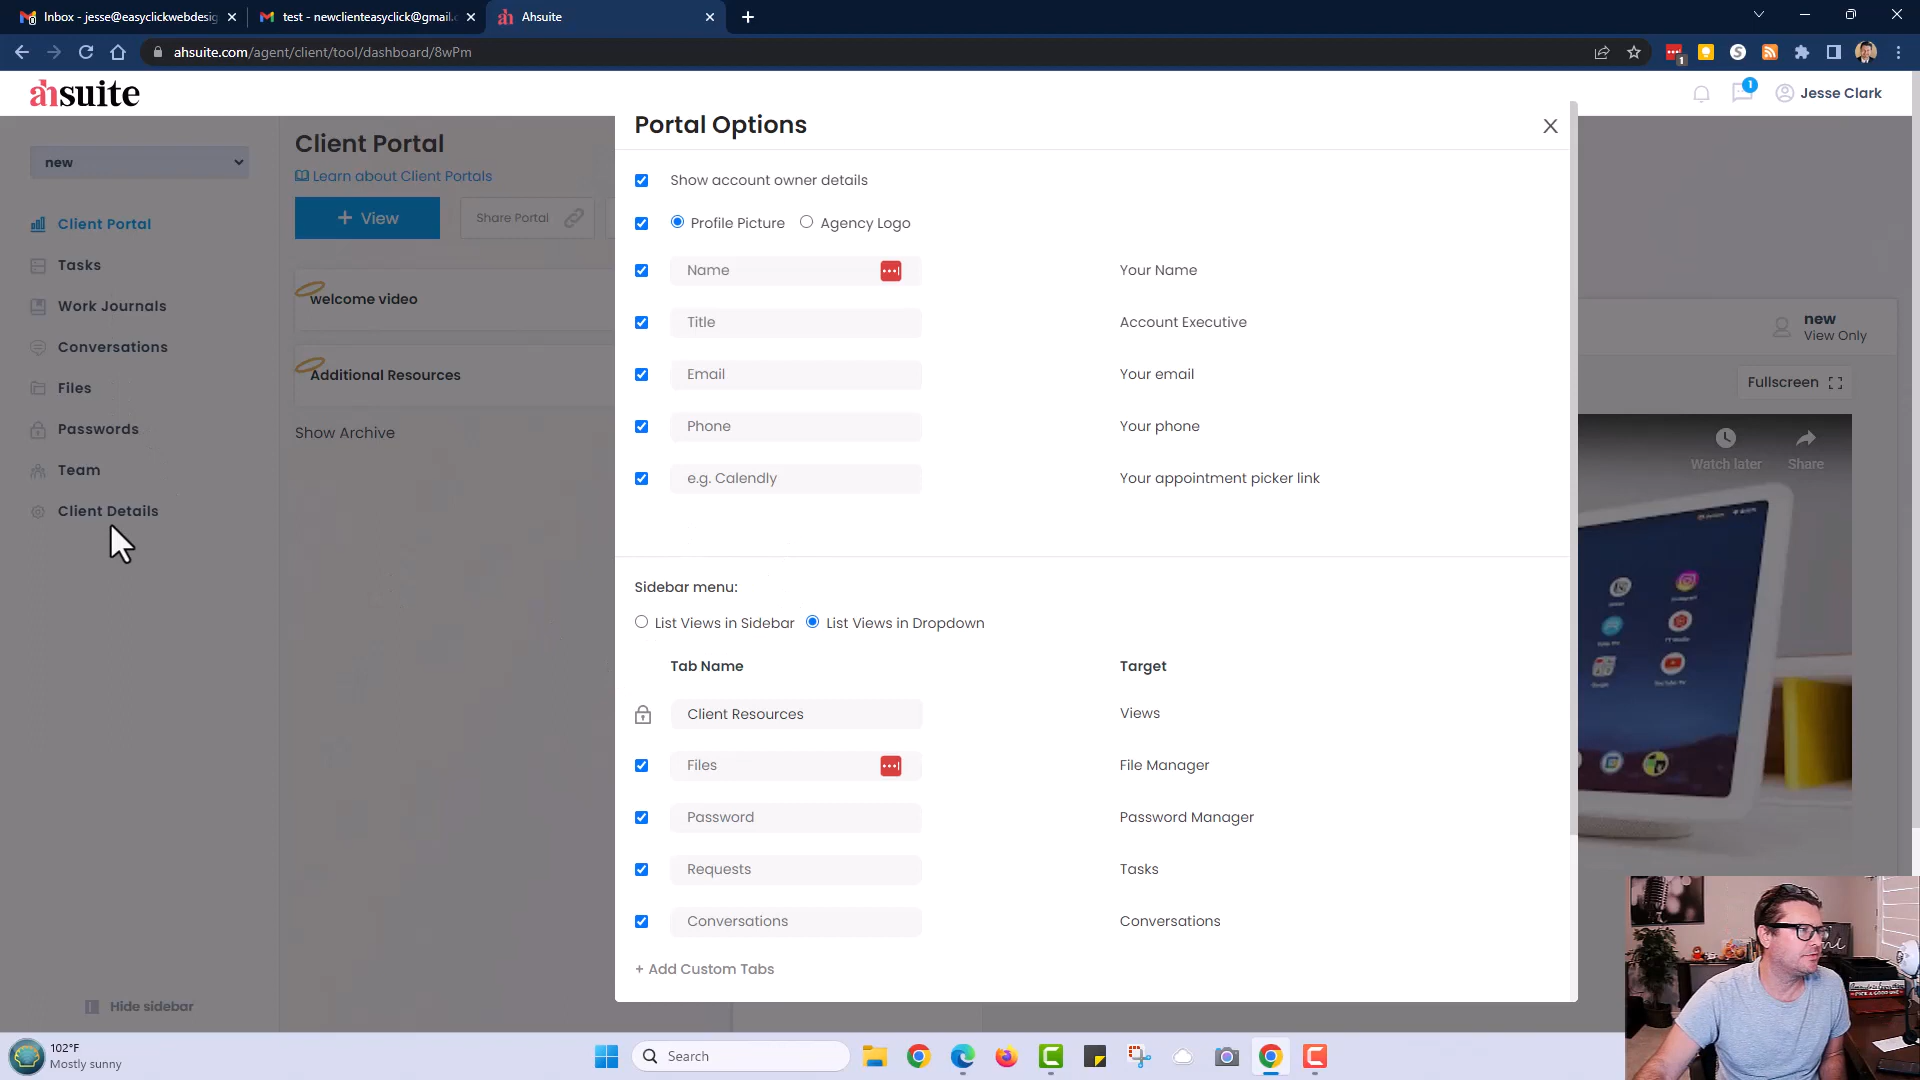 Inbox - jesse@easyclickwebdesig
test - newclienteasyclick@gmail.c
Ahsuite
ahsuite.com/agent/client/tool/dashboard/8wPm
1
ahsuite
1
Jesse Clark
new
Client Portal
Tasks
Work Journals
Conversations
Files
Passwords
Team
Client Details
Hide sidebar
Client Portal
Learn about Client Portals
+ View
Share Portal
welcome video
Additional Resources
Show Archive
Portal Options
Show account owner details
Profile Picture
Agency Logo
Name
Your Name
Title
Account Executive
Email
Your email
Phone
Your phone
e.g. Calendly
Your appointment picker link
Sidebar menu:
List Views in Sidebar
List Views in Dropdown
Tab Name
Target
Client Resources
Views
Files
File Manager
Password
Password Manager
Requests
Tasks
Conversations
Conversations
+ Add Custom Tabs
new
View Only
Fullscreen
Watch later
Share
102°F
Mostly sunny
Search